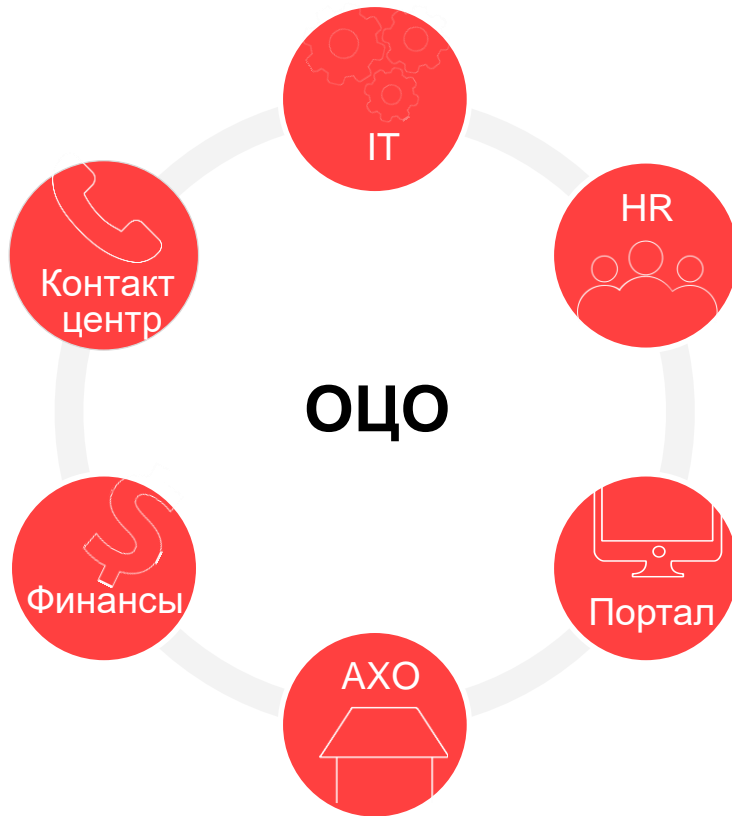 IT
HR
Контакт
центр
ОЦО
Финансы
Портал
АХО